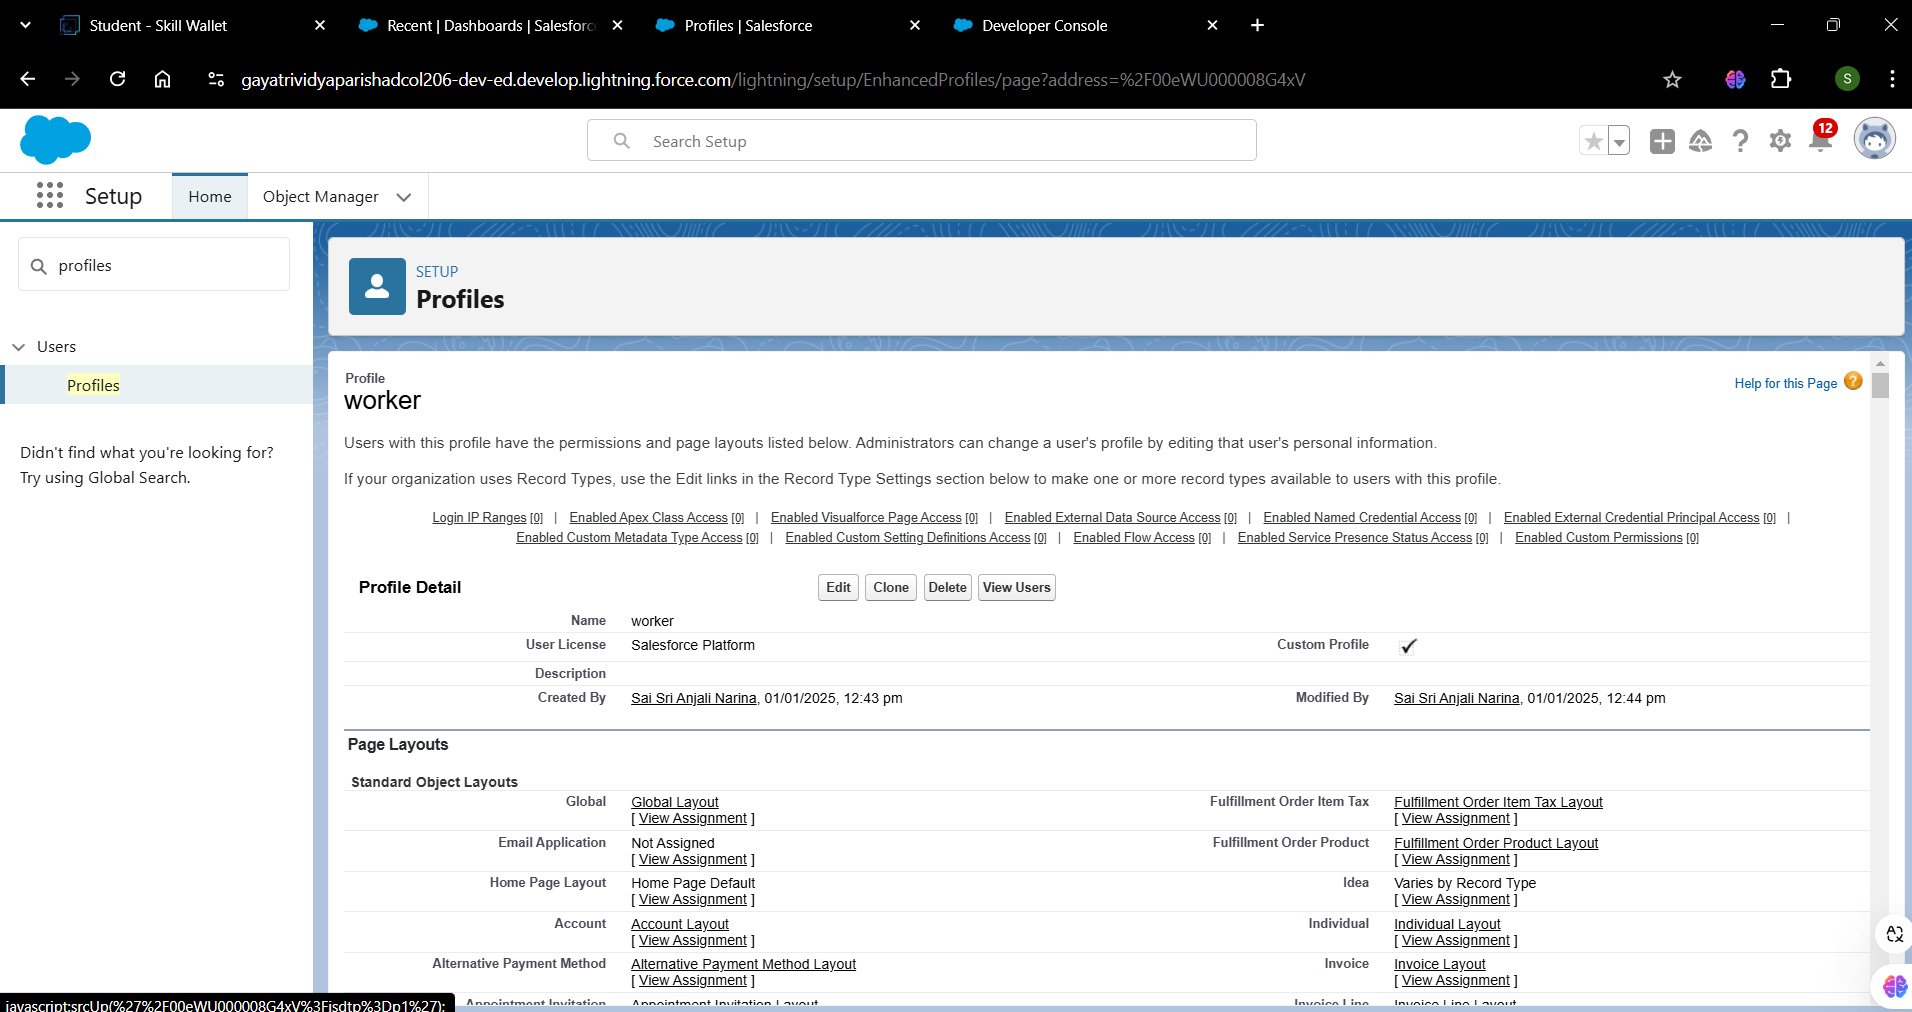 Student - Skill Wallet
Recent | Dashboards | Salesforc
Profiles | Salesforce
Developer Console
gayatrividyaparishadcol206-dev-ed.develop.lightning.force.com/lightning/setup/EnhancedProfiles/page?address=%2F00eWU000008G4xV
S
Search Setup
12
Setup
Home
Object Manager
profiles
Users
Profiles
Didn't find what you're looking for?
Try using Global Search.
SETUP
Profiles
Profile
worker
Help for this Page ?
Users with this profile have the permissions and page layouts listed below. Administrators can change a user's profile by editing that user's personal information.
If your organization uses Record Types, use the Edit links in the Record Type Settings section below to make one or more record types available to users with this profile.
Login IP Ranges [0] | Enabled Apex Class Access [0] | Enabled Visualforce Page Access [0] | Enabled External Data Source Access [0] | Enabled Named Credential Access [0] | Enabled External Credential Principal Access [0] |
Enabled Custom Metadata Type Access [0] | Enabled Custom Setting Definitions Access [0] | Enabled Flow Access [0] | Enabled Service Presence Status Access [0] | Enabled Custom Permissions [0]
Profile Detail Edit Clone Delete View Users
Name worker
User License Salesforce Platform Custom Profile
Description
Created By Sai Sri Anjali Narina, 01/01/2025, 12:43 pm Modified By Sai Sri Anjali Narina, 01/01/2025, 12:44 pm
Page Layouts
Standard Object Layouts
Global Global Layout Fulfillment Order Item Tax Fulfillment Order Item Tax Layout
[ View Assignment ] [ View Assignment ]
Email Application Not Assigned Fulfillment Order Product Fulfillment Order Product Layout
[ View Assignment ] [ View Assignment ]
Home Page Layout Home Page Default Idea Varies by Record Type
[ View Assignment ] [ View Assignment ]
Account Account Layout Individual Individual Layout
[ View Assignment ] [ View Assignment ]
Alternative Payment Method Alternative Payment Method Layout Invoice Invoice Layout
[ View Assignment ] [ View Assignment ]
Appointment Invitation Appointment Invitation Layout Invoice Line Invoice Line Layout
javascript:srcUp(%27%2F00eWU000008G4xV%3Fisdtp%3Dp1%27);